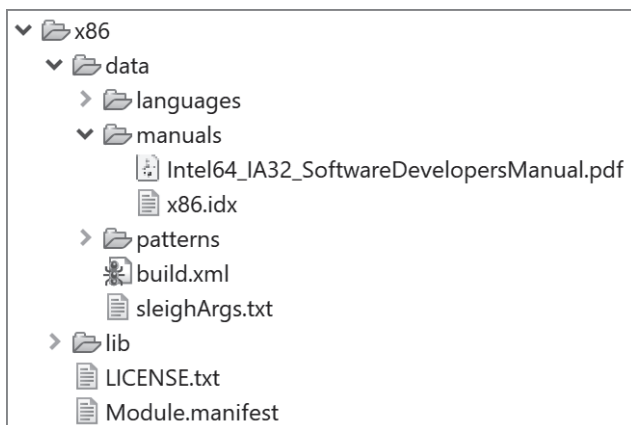 x86
data
languages
manuals
Intel64_IA32_SoftwareDevelopersManual.pdf
x86.idx
patterns
build.xml
sleighArgs.txt
lib
LICENSE.txt
Module.manifest